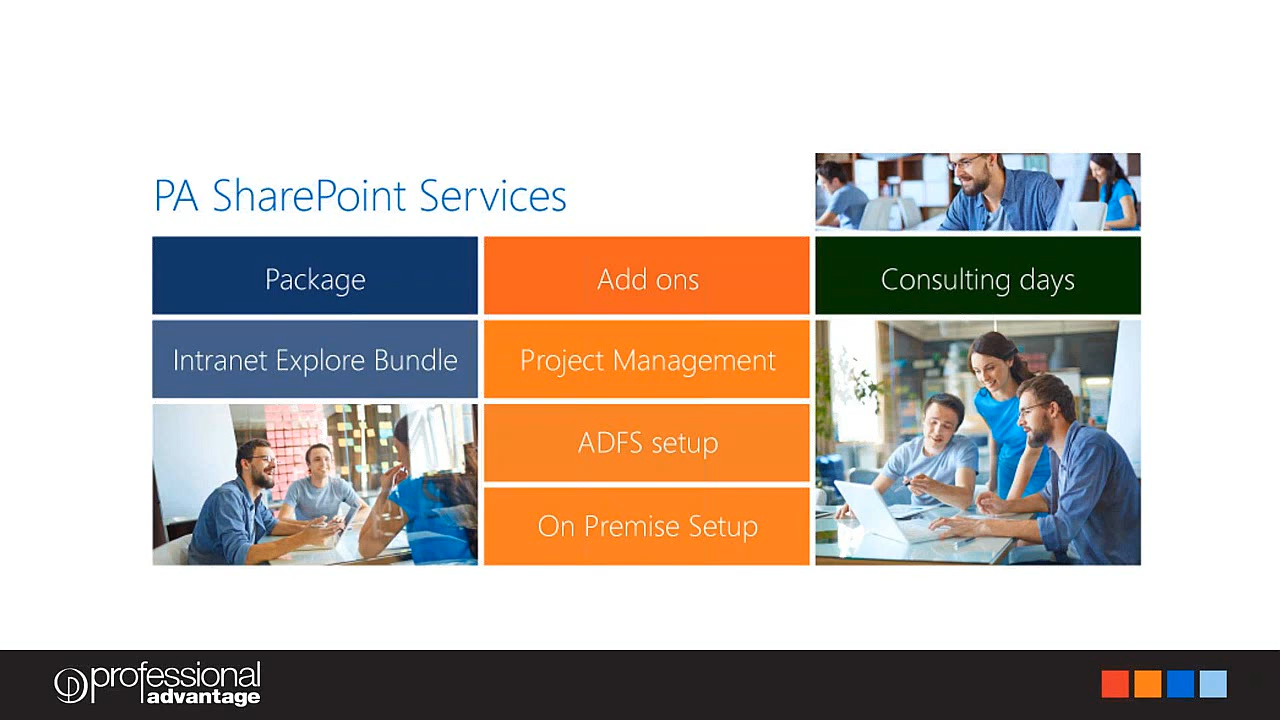 PA SharePoint Services
Package
Add ons
Consulting days
Intranet Explore Bundle
Project Management
ADFS setup
On Premise Setup
professional
advantage